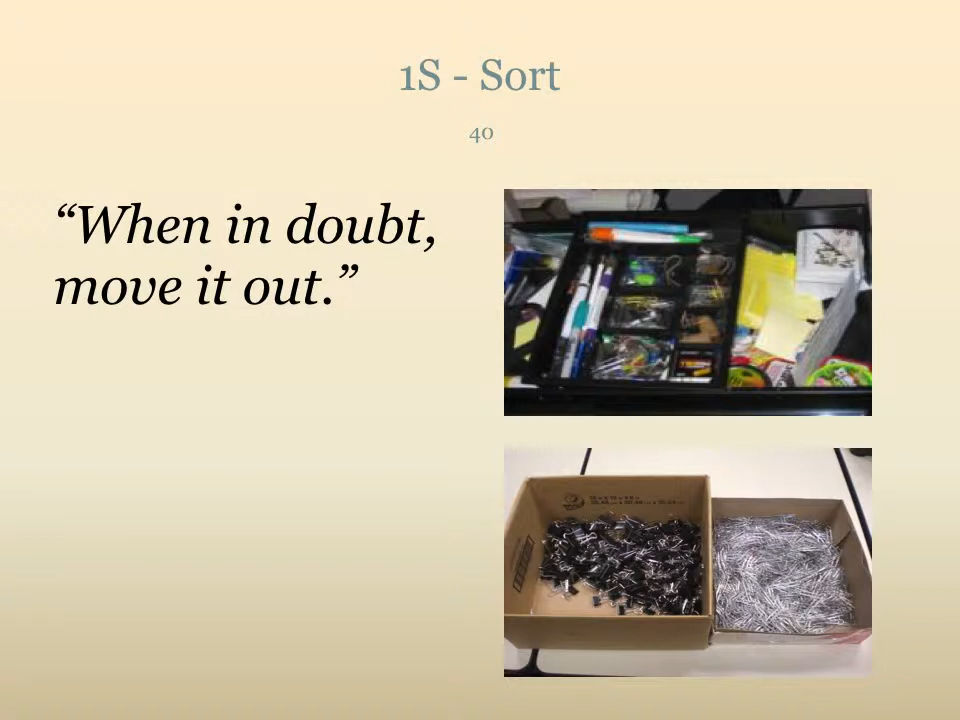 1S - Sort
40
“When in doubt,
move it out.”